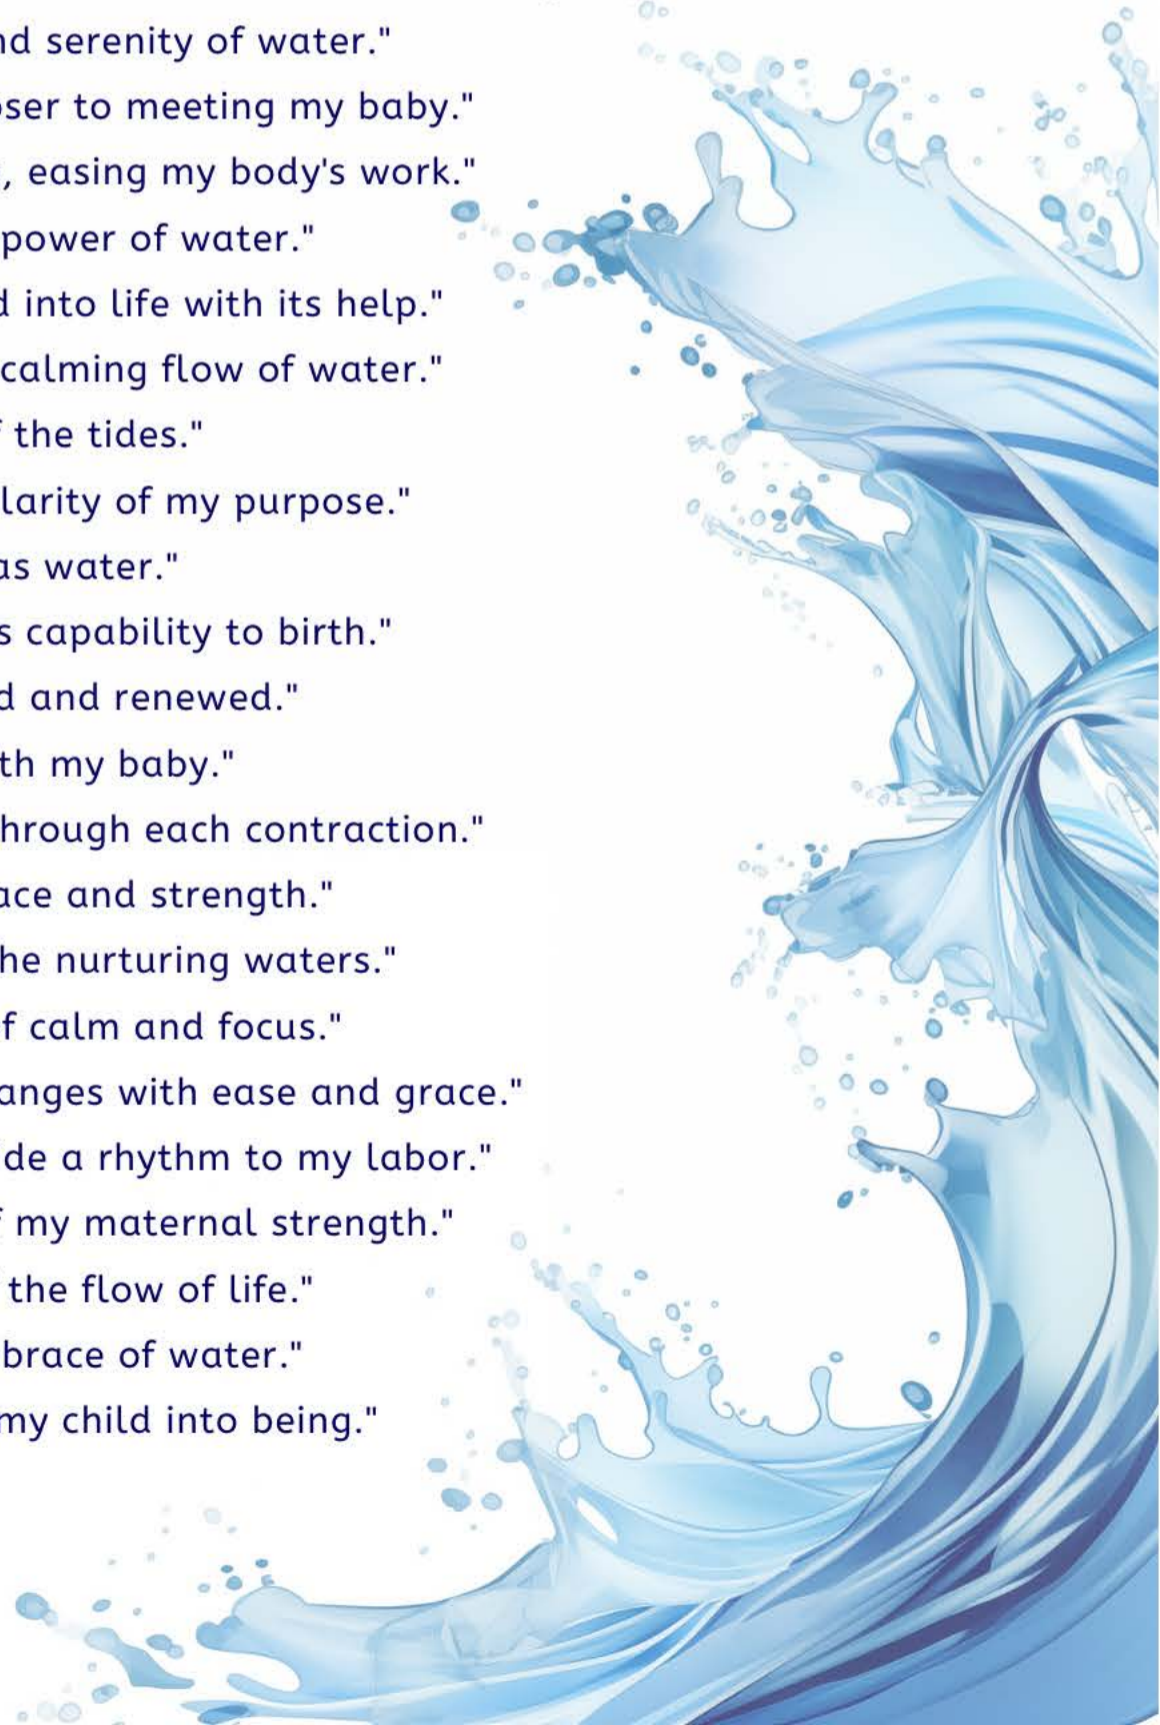 nd serenity of water."
ser to meeting my baby."
, easing my body's work."
power of water."
d into life with its help."
calming flow of water."
the tides."
larity of my purpose."
as water."
s capability to birth."
d and renewed."
th my baby."
hrough each contraction."
ace and strength."
he nurturing waters."
f calm and focus."
anges with ease and grace."
de a rhythm to my labor."
my maternal strength."
the flow of life."
brace of water."
my child into being."